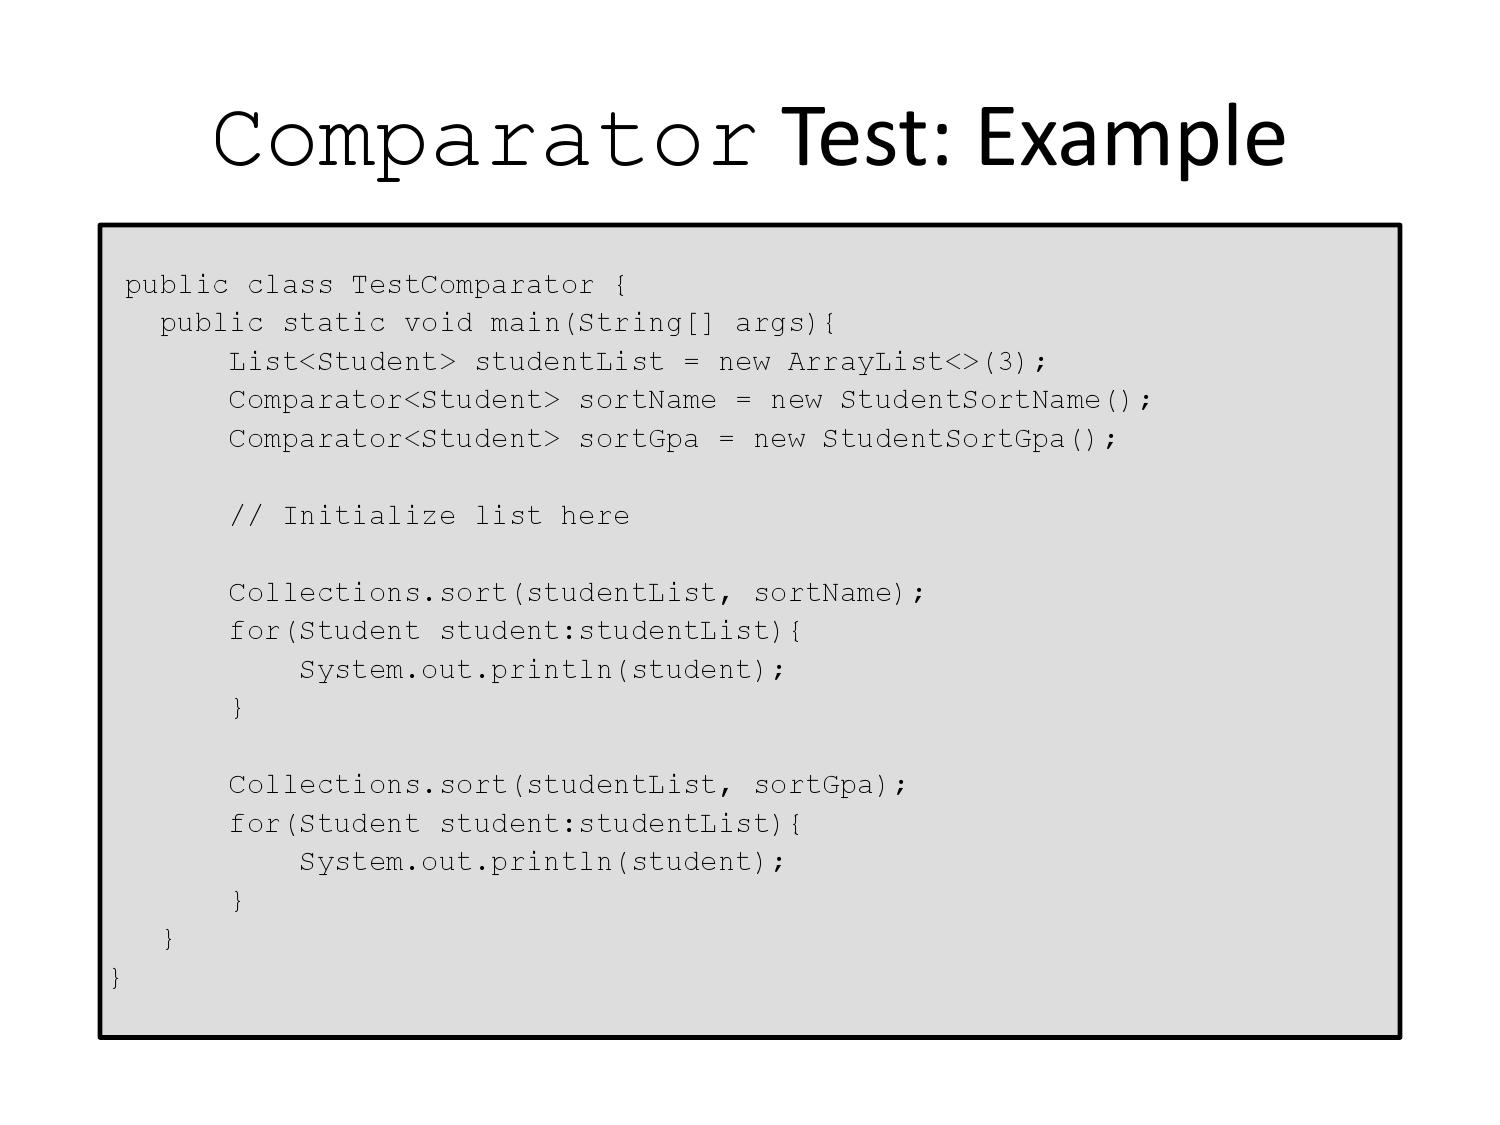 Comparator Test: Example
public class TestComparator {
public static void main(String[] args){
List<Student> studentList = new ArrayList<>(3);
Comparator<Student> sortName = new StudentSortName();
Comparator<Student> sortGpa = new StudentSortGpa();
// Initialize list here
Collections.sort(studentList, sortName);
for(Student student:studentList){
System.out.println(student);
}
Collections.sort(studentList, sortGpa);
for(Student student:studentList){
System.out.println(student);
}
}
}